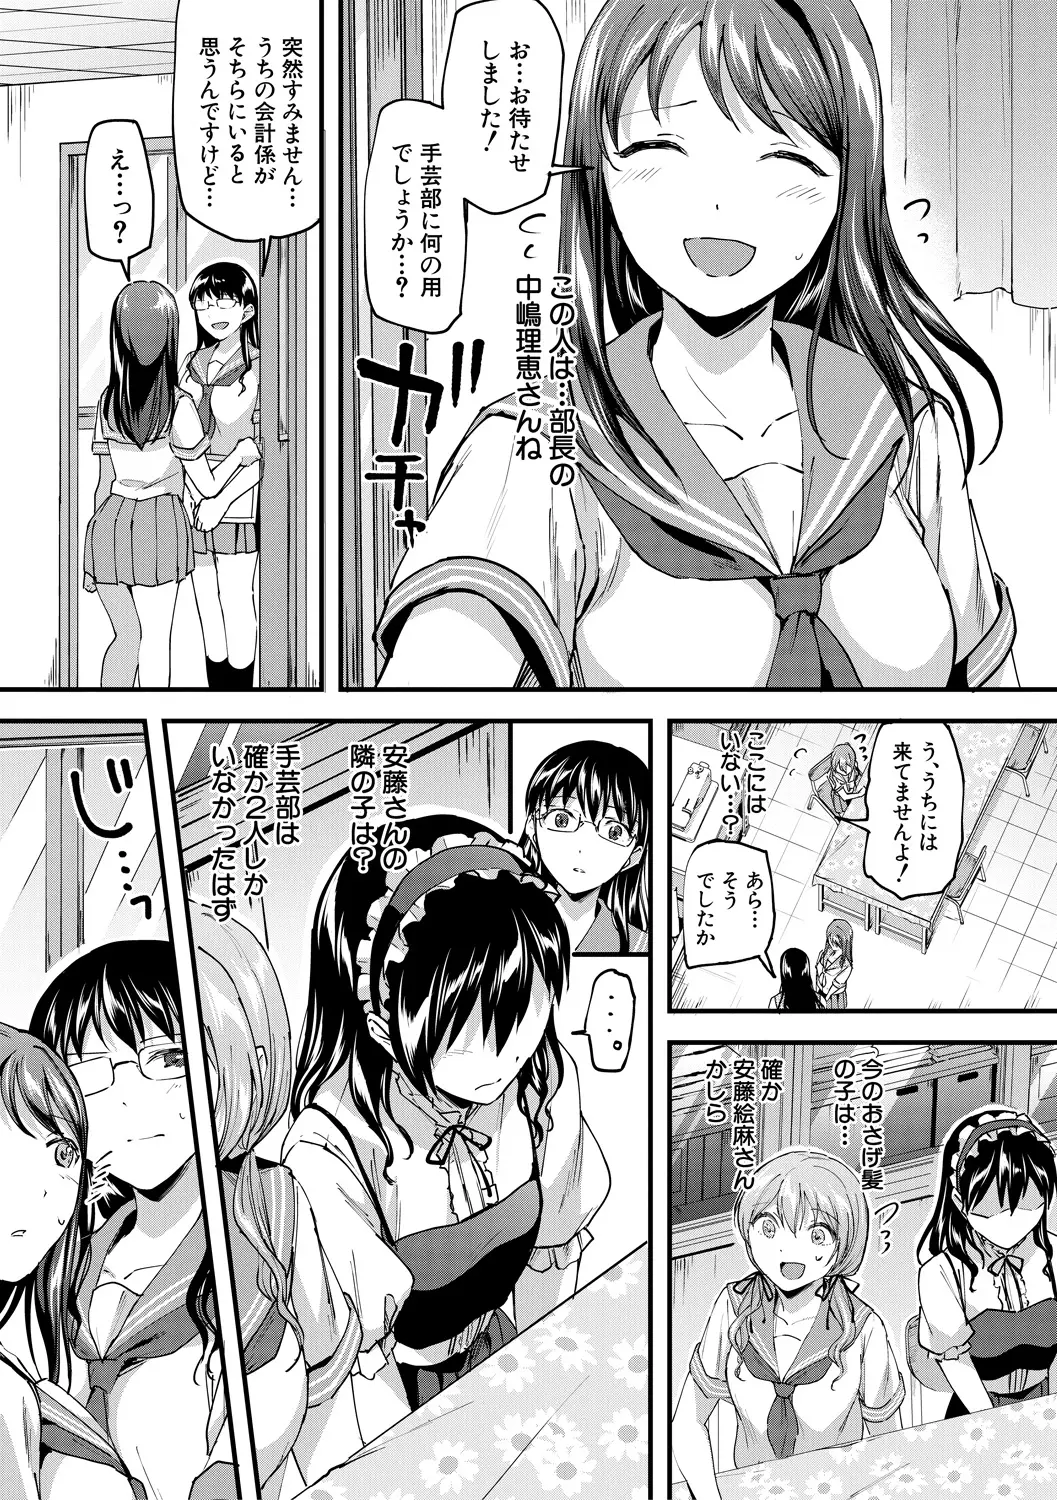 お…お待たせ
しました！
手芸部に何の用
でしょうか…？
この人は…部長の
中嶋理恵さんね
ガチャ
突然すみません…
うちの会計係が
そちらにいると
思うんですけど…
え…っ？
う、うちには
来てませんよ！
ここには
いない…？
あら…
そう
でしたか
今のおさげ髪
の子は…
確か
安藤絵麻さん
かしら
‥‥。
安藤さんの
隣の子は？
手芸部は
確か2人しか
いなかったはず
じっ…